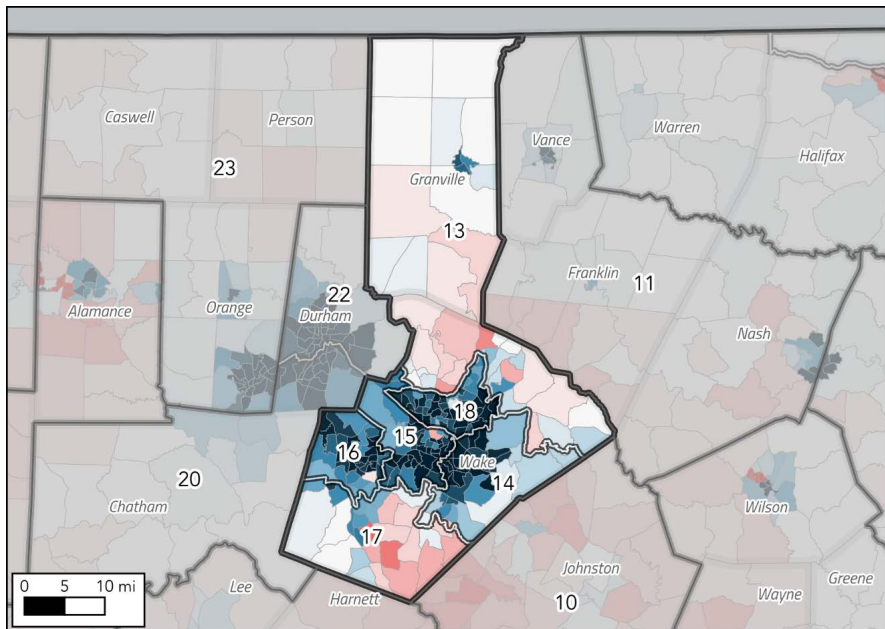 Caswell
Person
Warren
Vance
Halifax
23
Granville
13
Franklin
11
22
Orange
Durham
Alamance
Nash
18
15
16
Wake
20
14
Chatham
Wilson
17
0 5 10 mi
Lee
Johnston
Harnett
10
Wayne
Greene